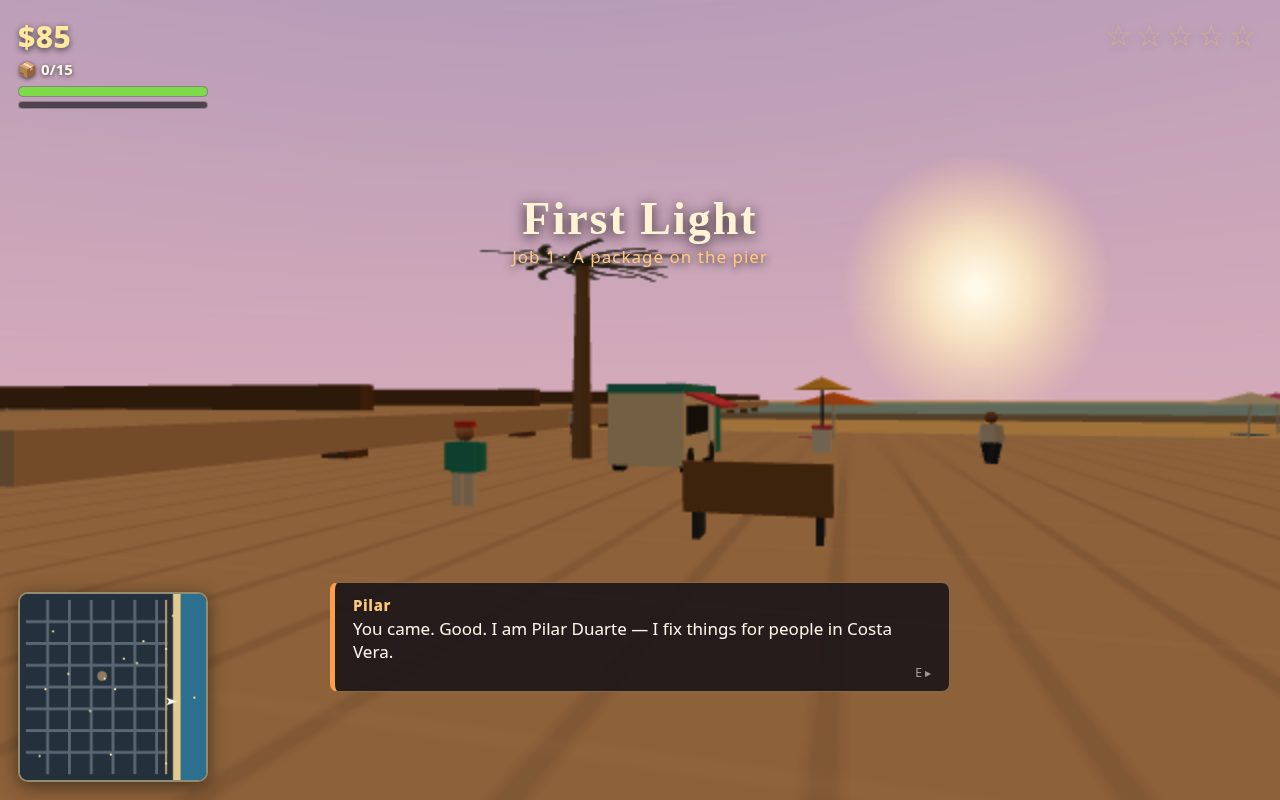 $85
0/15
First Light
Job 1 · A package on the pier
Pilar
You came. Good. I am Pilar Duarte — I fix things for people in Costa
Vera.
E ▸